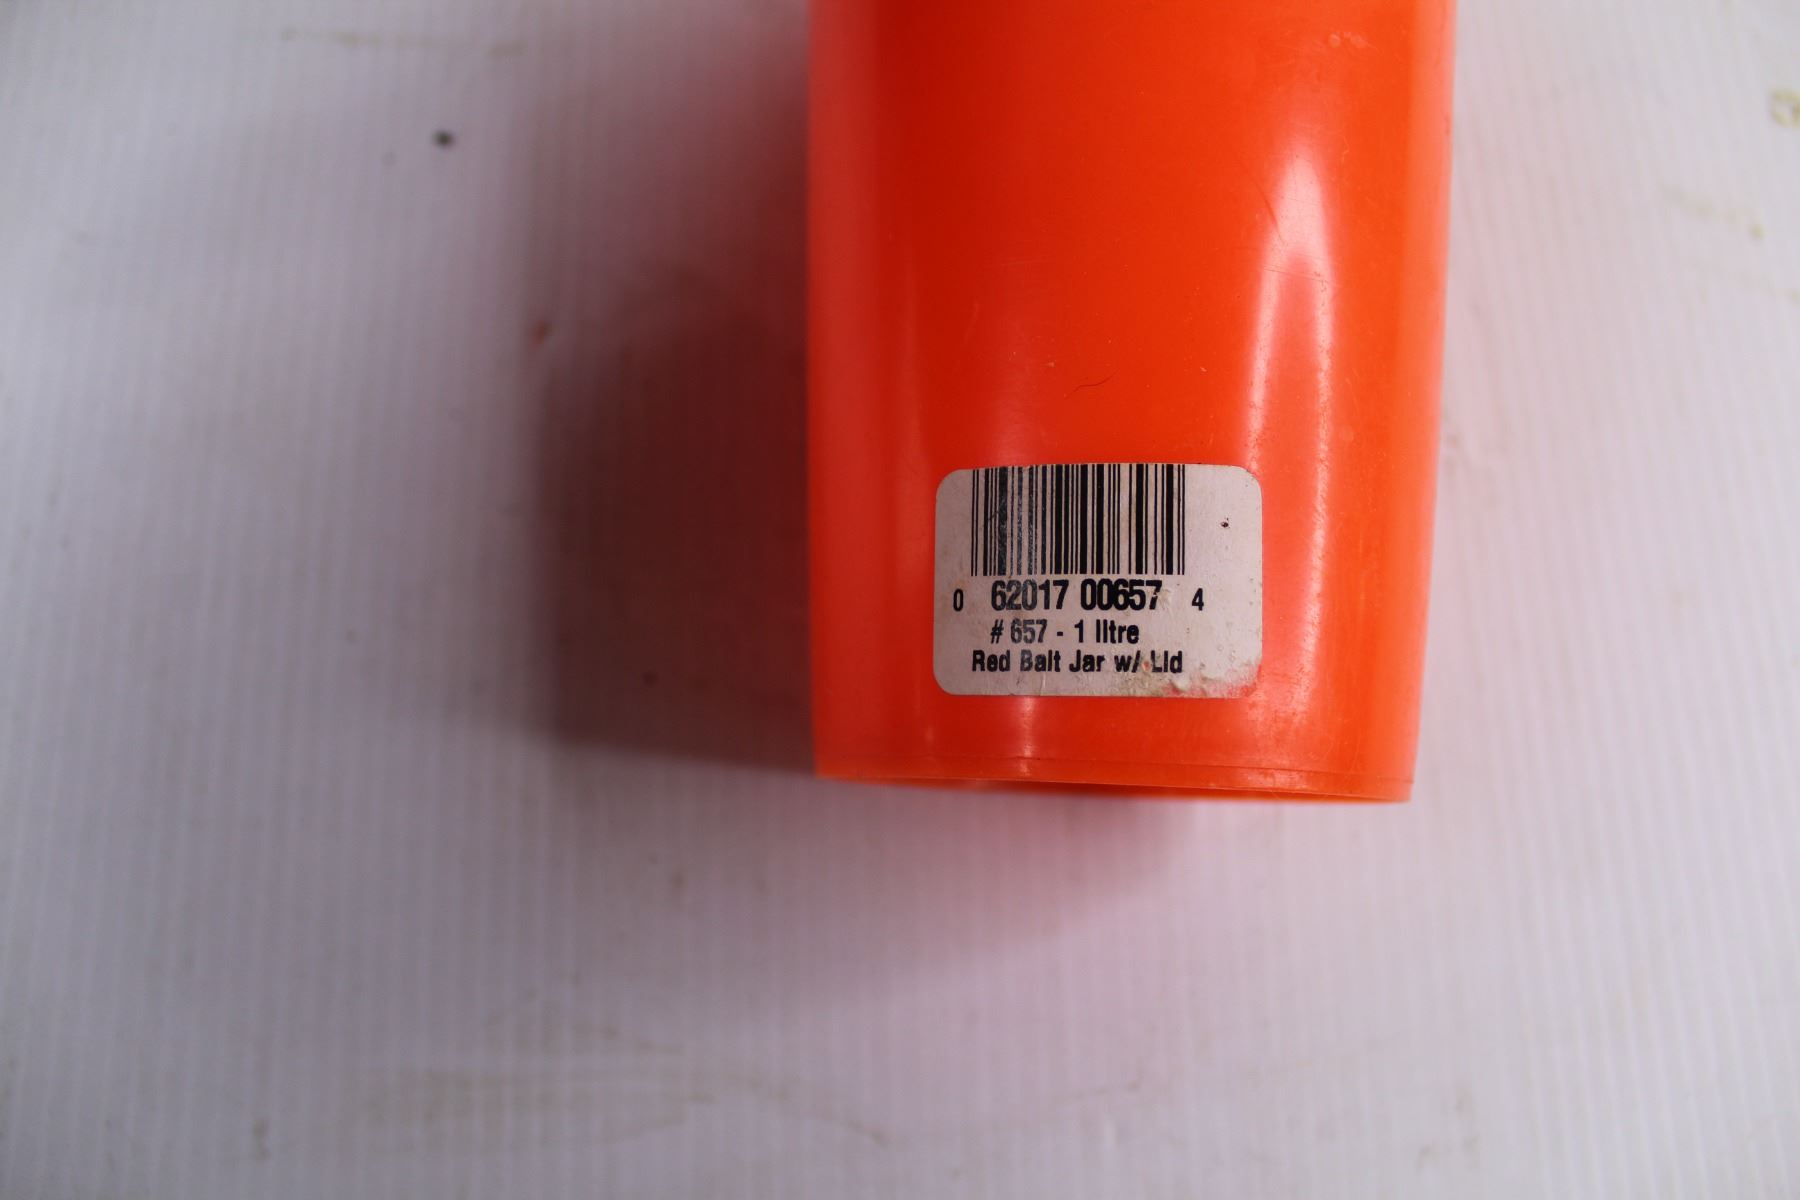 0 62017 00657 4
# 657 - 1 litre
Red Bait Jar w/ Lid